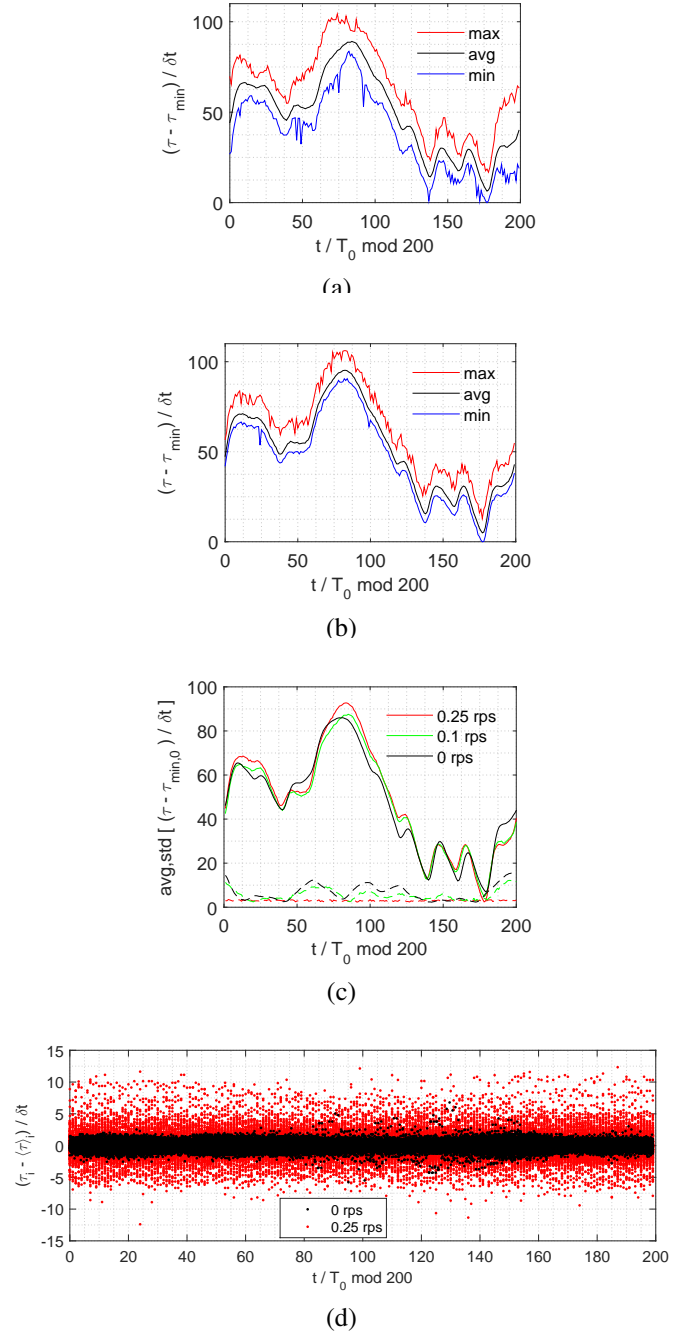 100
50
0
(τ - τ_min) / δt
max
avg
min
0 50 100 150 200
t / T_0 mod 200
(a)
100
50
0
(τ - τ_min) / δt
max
avg
min
0 50 100 150 200
t / T_0 mod 200
(b)
100
80
60
40
20
0
avg,std [ (τ - τ_min,0) / δt ]
0.25 rps
0.1 rps
0 rps
0 50 100 150 200
t / T_0 mod 200
(c)
15
10
5
0
-5
-10
-15
(τ_i - ⟨τ⟩_i) / δt
0 rps
0.25 rps
0 20 40 60 80 100 120 140 160 180 200
t / T_0 mod 200
(d)